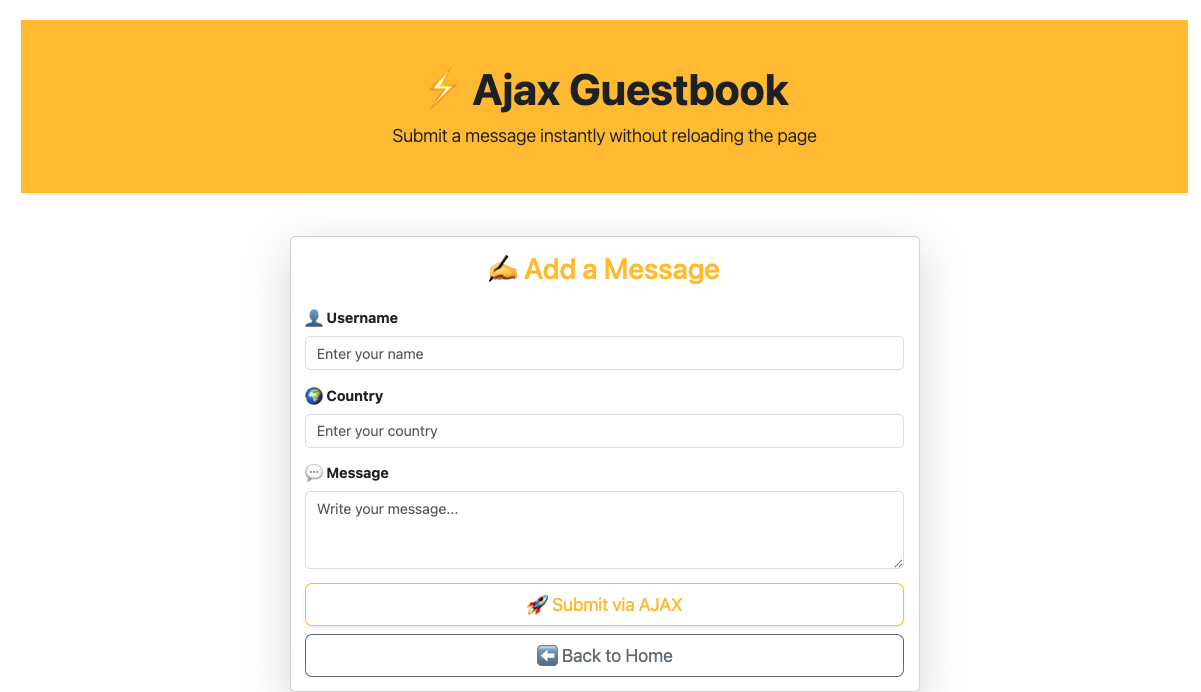 ⚡ Ajax Guestbook
Submit a message instantly without reloading the page
✍️ Add a Message
👤 Username
Enter your name
🌍 Country
Enter your country
💬 Message
Write your message...
🚀 Submit via AJAX
⬅️ Back to Home